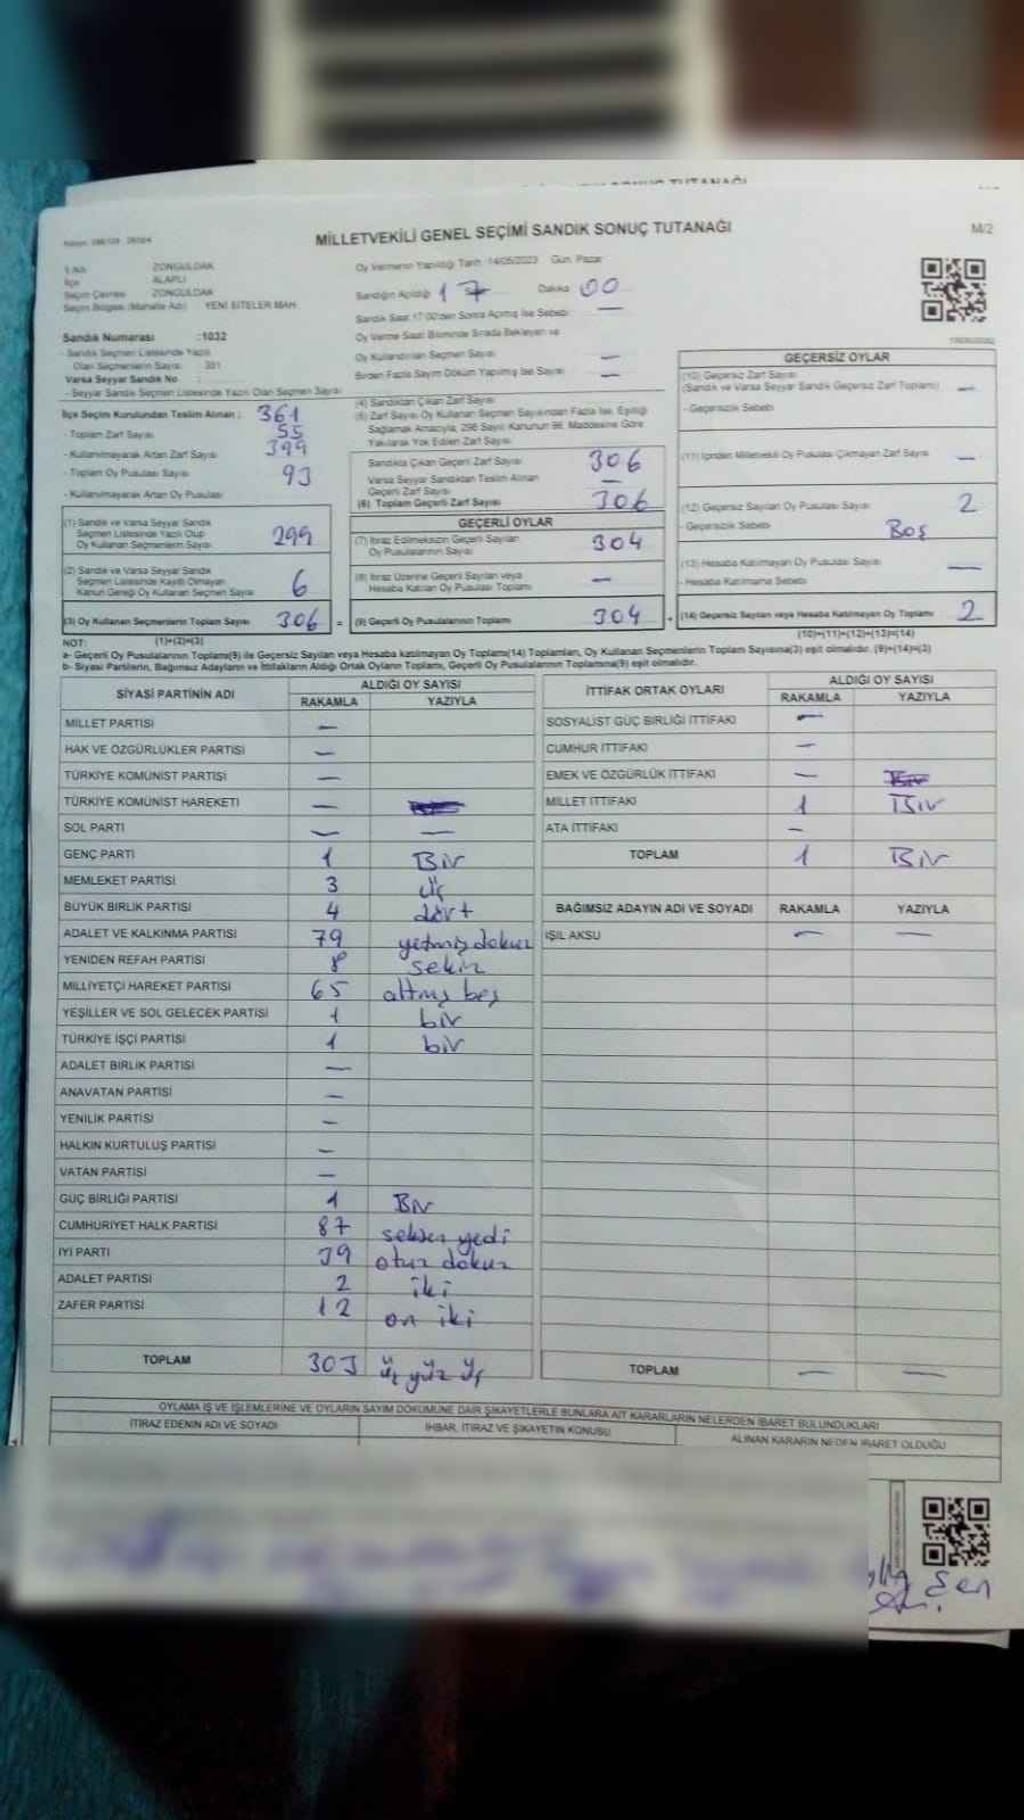 MİLLETVEKİLİ GENEL SEÇİMİ SANDIK SONUÇ TUTANAĞI
M/2
İli Adı ZONGULDAK
İlçe ALAPLI
Seçim Çevresi ZONGULDAK
Seçim Bölgesi (Mahalle Adı) YENİ SİTELER MAH.
Oy Vermenin Yapıldığı Tarih : 14/05/2023 Gün: Pazar
Sandığın Açıldığı 17 Dakika 00
Sandık Saat 17:00'den Sonra Açılmış İse Sebebi —
Sandık Numarası : 1032
- Sandık Seçmen Listesinde Yazılı
Olan Seçmenlerin Sayısı
Varsa Seyyar Sandık No
- Seyyar Sandık Seçmen Listesinde Yazılı Olan Seçmen Sayısı
Oy Verme Saati Bitiminde Sırada Bekleyen ve
Oy Kullandırılan Seçmen Sayısı —
Birden Fazla Sayım Döküm Yapılmış İse Sayısı —
İlçe Seçim Kurulundan Teslim Alınan : 361
- Toplam Zarf Sayısı 55
- Kullanılmayarak Artan Zarf Sayısı 399
- Toplam Oy Pusulası Sayısı 93
- Kullanılmayarak Artan Oy Pusulası
(4) Sandıktan Çıkan Zarf Sayısı
(5) Zarf Sayısı Oy Kullanan Seçmen Sayısından Fazla İse, Eşitliği
Sağlamak Amacıyla, 298 Sayılı Kanunun 98. Maddesine Göre
Yakılarak Yok Edilen Zarf Sayısı
Sandıkta Çıkan Geçerli Zarf Sayısı 306
Varsa Seyyar Sandıktan Teslim Alınan
Geçerli Zarf Sayısı —
(6) Toplam Geçerli Zarf Sayısı 306
(1) Sandık ve Varsa Seyyar Sandık
Seçmen Listesinde Yazılı Olup
Oy Kullanan Seçmenlerin Sayısı 299
(2) Sandık ve Varsa Seyyar Sandık
Seçmen Listesinde Kayıtlı Olmayan
Kanun Gereği Oy Kullanan Seçmen Sayısı 6
(3) Oy Kullanan Seçmenlerin Toplam Sayısı 306 =
GEÇERLİ OYLAR
(7) İtiraz Edilmeksizin Geçerli Sayılan
Oy Pusulalarının Sayısı 304
(8) İtiraz Üzerine Geçerli Sayılan veya
Hesaba Katılan Oy Pusulası Toplamı —
(9) Geçerli Oy Pusulalarının Toplamı 304 +
GEÇERSİZ OYLAR
(10) Geçersiz Zarf Sayısı
(Sandık ve Varsa Seyyar Sandık Geçersiz Zarf Toplamı) —
- Geçersizlik Sebebi
(11) İçinden Milletvekili Oy Pusulası Çıkmayan Zarf Sayısı —
(12) Geçersiz Sayılan Oy Pusulası Sayısı 2
- Geçersizlik Sebebi Boş
(13) Hesaba Katılmayan Oy Pusulası Sayısı —
- Hesaba Katılmama Sebebi
(14) Geçersiz Sayılan veya Hesaba Katılmayan Oy Toplamı 2
NOT: (1)+(2)=(3) (10)+(11)+(12)+(13)=(14)
a- Geçerli Oy Pusulalarının Toplamı(9) ile Geçersiz Sayılan veya Hesaba katılmayan Oy Toplamı(14) Toplamları, Oy Kullanan Seçmenlerin Toplam Sayısına(3) eşit olmalıdır. (9)+(14)=(3)
b- Siyasi Partilerin, Bağımsız Adayların ve İttifakların Aldığı Ortak Oyların Toplamı, Geçerli Oy Pusulalarının Toplamına(9) eşit olmalıdır.
SİYASİ PARTİNİN ADI ALDIĞI OY SAYISI
RAKAMLA YAZIYLA
MİLLET PARTİSİ —
HAK VE ÖZGÜRLÜKLER PARTİSİ —
TÜRKİYE KOMÜNİST PARTİSİ —
TÜRKİYE KOMÜNİST HAREKETİ —
SOL PARTİ — —
GENÇ PARTİ 1 Bir
MEMLEKET PARTİSİ 3 üç
BÜYÜK BİRLİK PARTİSİ 4 dört
ADALET VE KALKINMA PARTİSİ 79 yetmiş dokuz
YENİDEN REFAH PARTİSİ 8 sekiz
MİLLİYETÇİ HAREKET PARTİSİ 65 altmış beş
YEŞİLLER VE SOL GELECEK PARTİSİ 1 bir
TÜRKİYE İŞÇİ PARTİSİ 1 bir
ADALET BİRLİK PARTİSİ —
ANAVATAN PARTİSİ —
YENİLİK PARTİSİ —
HALKIN KURTULUŞ PARTİSİ —
VATAN PARTİSİ —
GÜÇ BİRLİĞİ PARTİSİ 1 Bir
CUMHURİYET HALK PARTİSİ 87 seksen yedi
İYİ PARTİ 39 otuz dokuz
ADALET PARTİSİ 2 iki
ZAFER PARTİSİ 12 on iki
TOPLAM 303 üç yüz üç
İTTİFAK ORTAK OYLARI ALDIĞI OY SAYISI
RAKAMLA YAZIYLA
SOSYALİST GÜÇ BİRLİĞİ İTTİFAKI —
CUMHUR İTTİFAKI —
EMEK VE ÖZGÜRLÜK İTTİFAKI —
MİLLET İTTİFAKI 1 Bir
ATA İTTİFAKI —
TOPLAM 1 Bir
BAĞIMSIZ ADAYIN ADI VE SOYADI RAKAMLA YAZIYLA
IŞIL AKSU — —
TOPLAM — —
OYLAMA İŞ VE İŞLEMLERİNE VE OYLARIN SAYIM DÖKÜMÜNE DAİR ŞİKAYETLERLE BUNLARA AİT KARARLARIN NELERDEN İBARET BULUNDUKLARI
İTİRAZ EDENİN ADI VE SOYADI İHBAR, İTİRAZ VE ŞİKAYETİN KONUSU ALINAN KARARIN NEDEN İBARET OLDUĞU
Şen